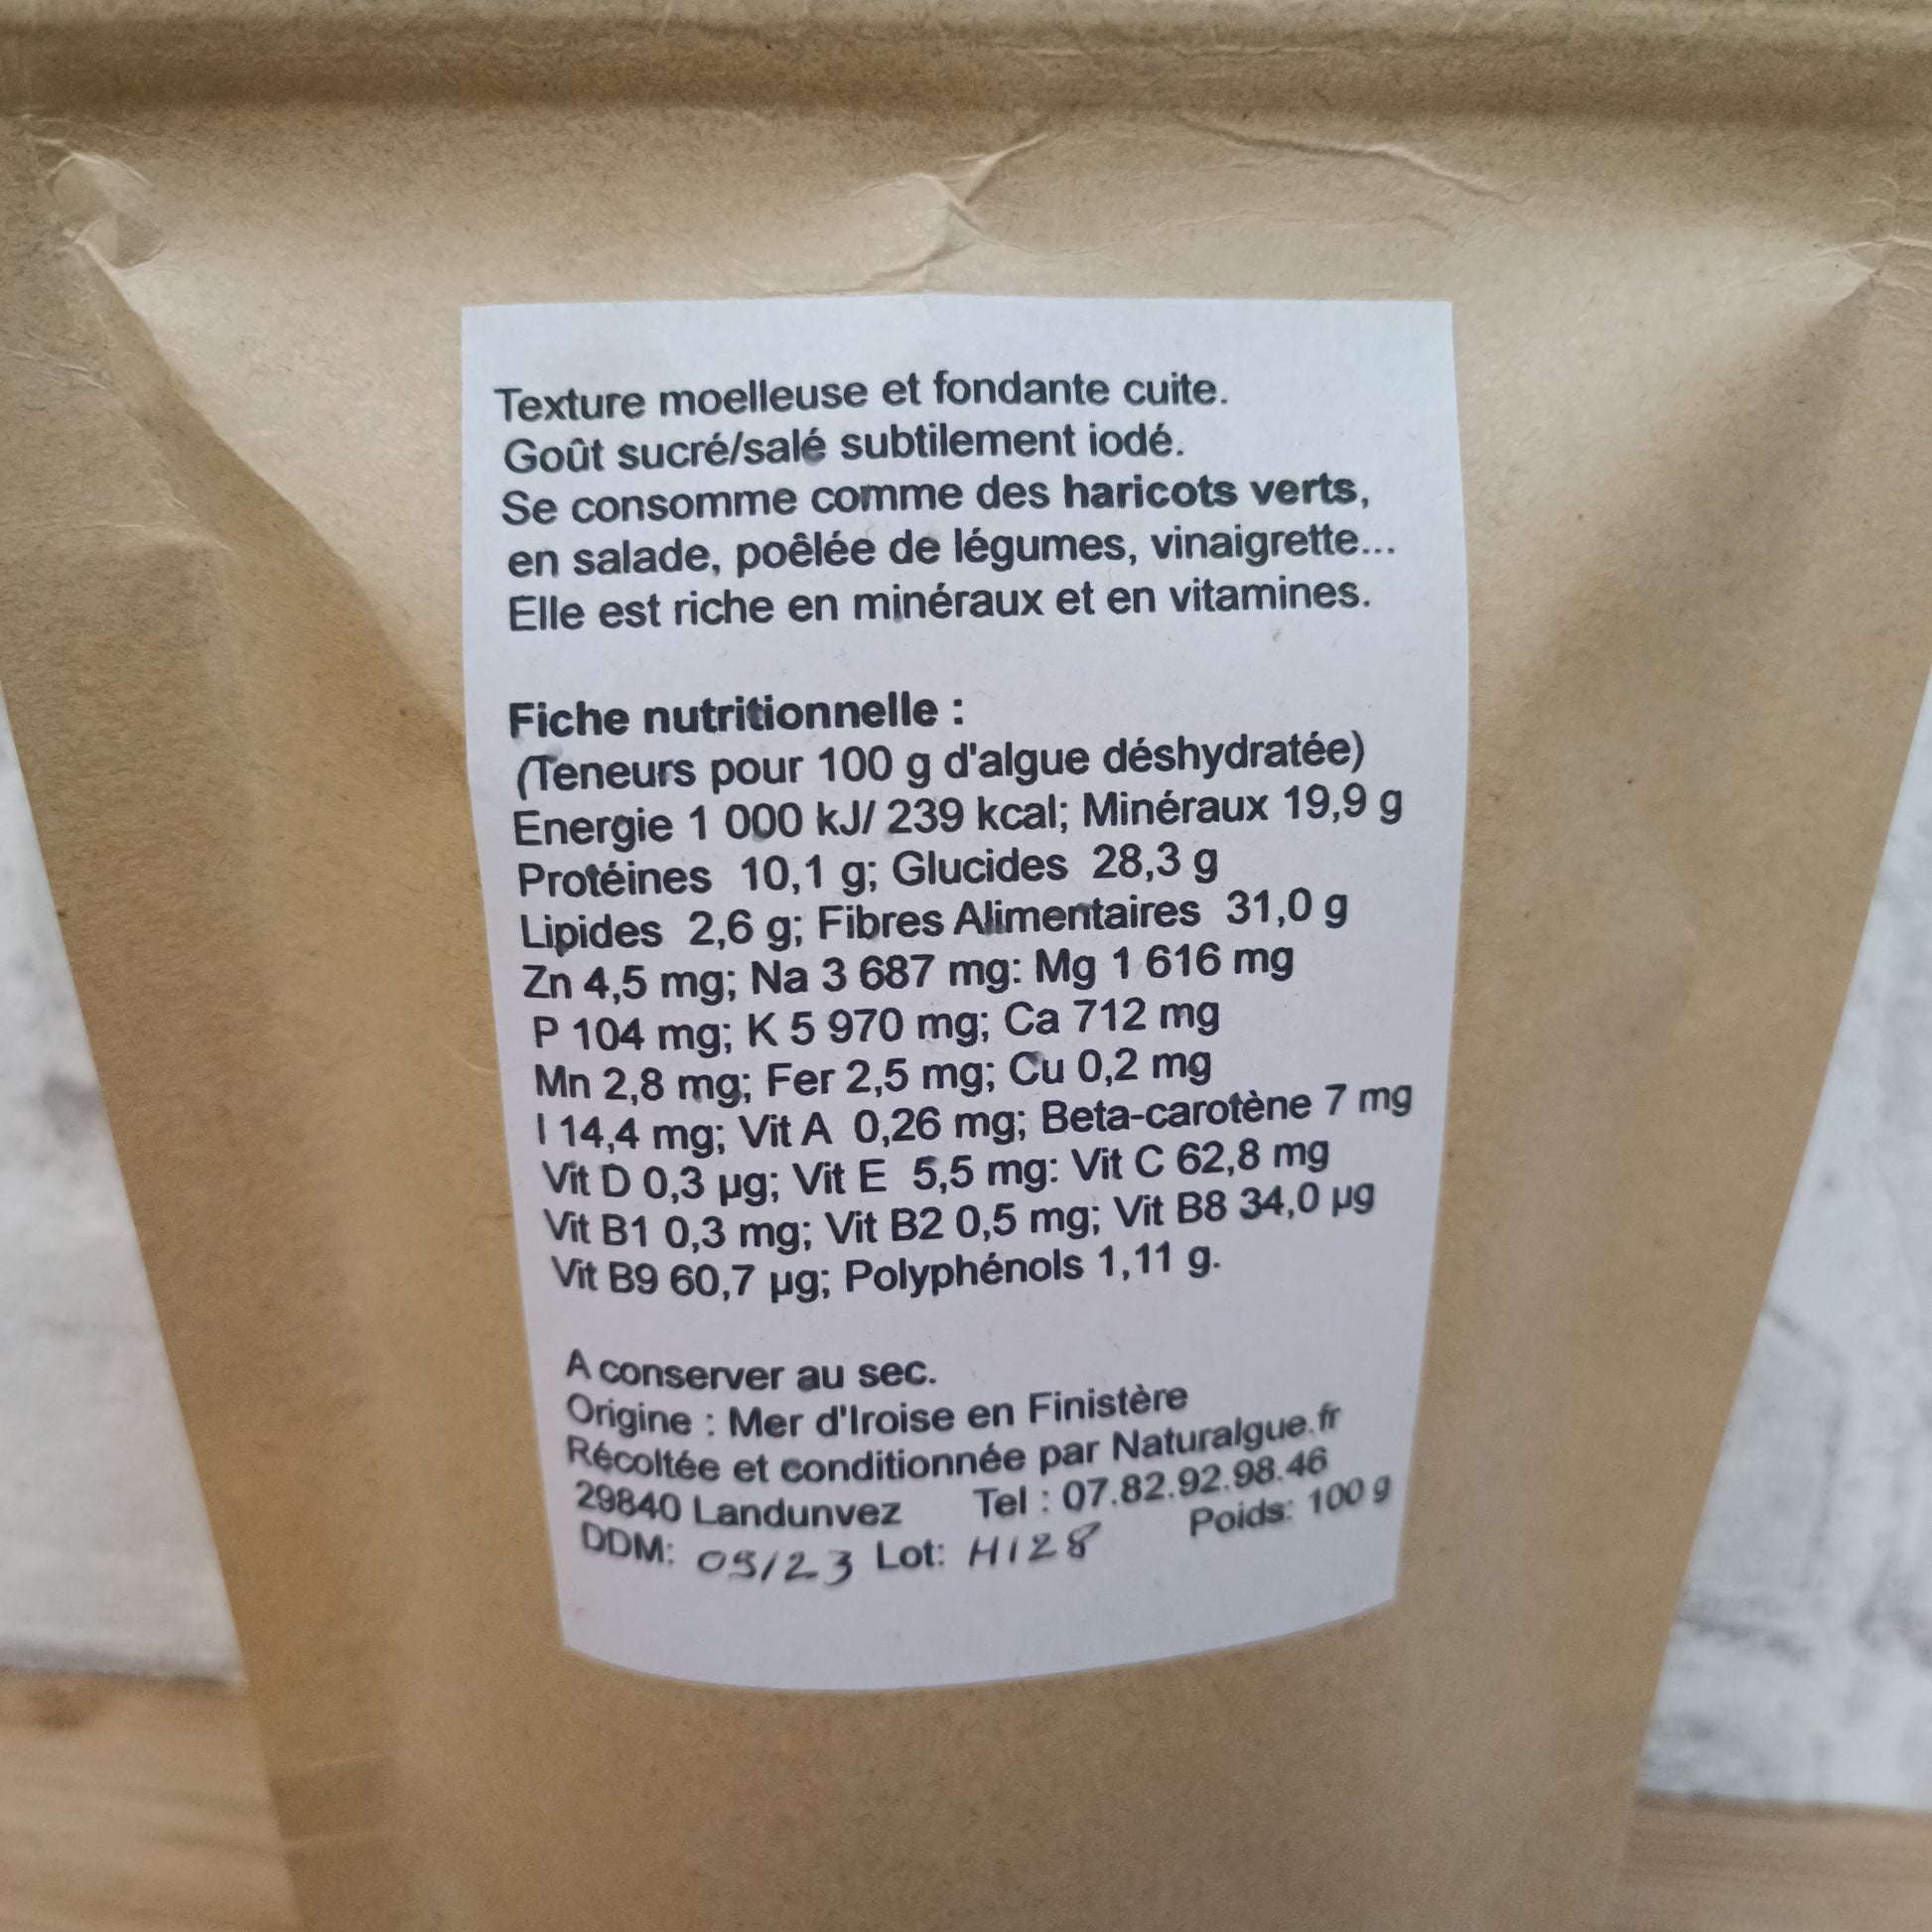 Texture moelleuse et fondante cuite.
Goût sucré/salé subtilement iodé.
Se consomme comme des haricots verts,
en salade, poêlée de légumes, vinaigrette...
Elle est riche en minéraux et en vitamines.
Fiche nutritionnelle :
(Teneurs pour 100 g d'algue déshydratée)
Energie 1 000 kJ/ 239 kcal; Minéraux 19,9 g
Protéines 10,1 g; Glucides 28,3 g
Lipides 2,6 g; Fibres Alimentaires 31,0 g
Zn 4,5 mg; Na 3 687 mg: Mg 1 616 mg
P 104 mg; K 5 970 mg; Ca 712 mg
Mn 2,8 mg; Fer 2,5 mg; Cu 0,2 mg
I 14,4 mg; Vit A 0,26 mg; Beta-carotène 7 mg
Vit D 0,3 µg; Vit E 5,5 mg: Vit C 62,8 mg
Vit B1 0,3 mg; Vit B2 0,5 mg; Vit B8 34,0 µg
Vit B9 60,7 µg; Polyphénols 1,11 g.
A conserver au sec.
Origine : Mer d'Iroise en Finistère
Récoltée et conditionnée par Naturalgue.fr
29840 Landunvez Tel : 07.82.92.98.46
DDM: 05/23 Lot: H128 Poids: 100 g